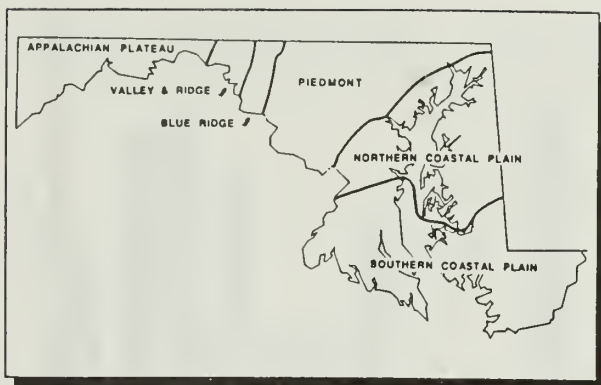 APPALACHIAN PLATEAU
VALLEY & RIDGE
BLUE RIDGE
PIEDMONT
NORTHERN COASTAL PLAIN
SOUTHERN COASTAL PLAIN